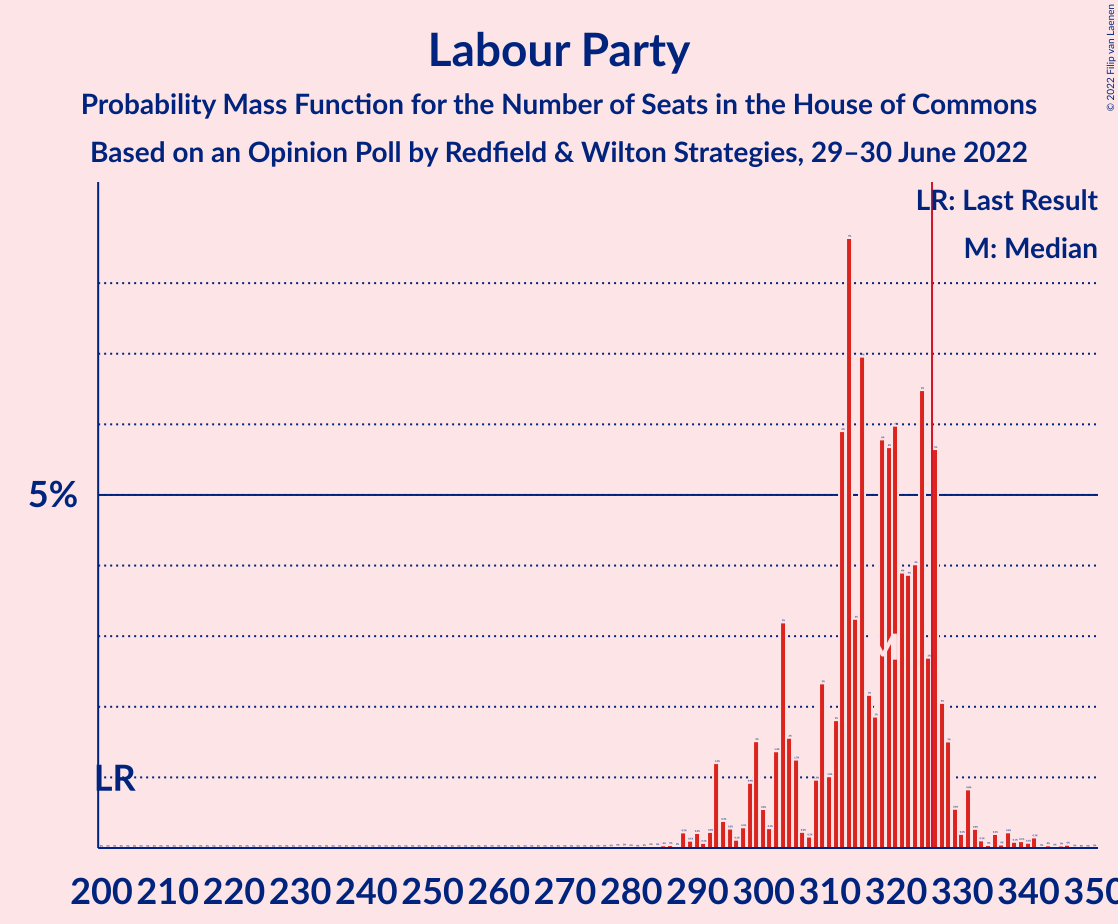 Labour Party
Probability Mass Function for the Number of Seats in the House of Commons
Based on an Opinion Poll by Redfield & Wilton Strategies, 29–30 June 2022
© 2022 Filip van Laenen
LR: Last Result
M: Median
5%
M
LR
200 210 220 230 240 250 260 270 280 290 300 310 320 330 340 350